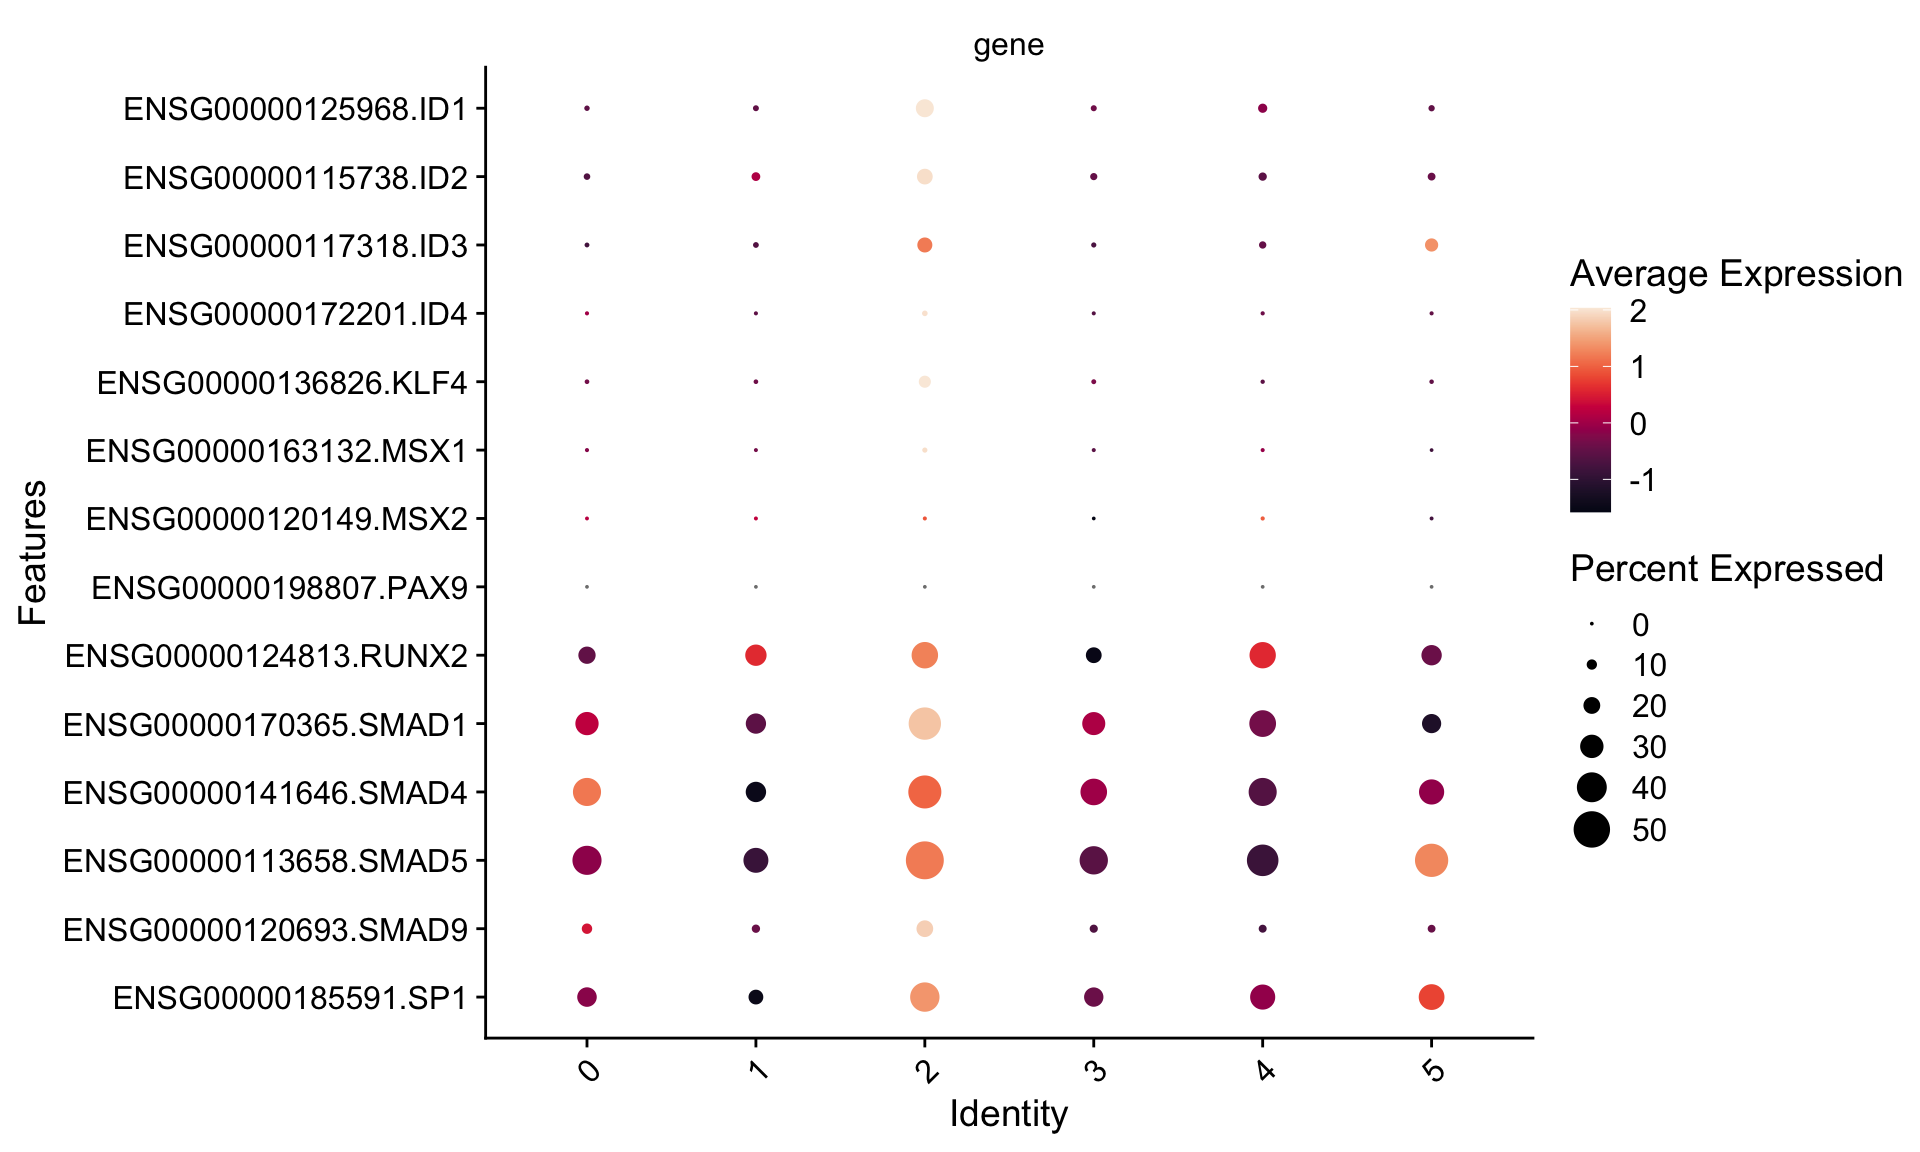 gene
Features
ENSG00000125968.ID1
ENSG00000115738.ID2
ENSG00000117318.ID3
ENSG00000172201.ID4
ENSG00000136826.KLF4
ENSG00000163132.MSX1
ENSG00000120149.MSX2
ENSG00000198807.PAX9
ENSG00000124813.RUNX2
ENSG00000170365.SMAD1
ENSG00000141646.SMAD4
ENSG00000113658.SMAD5
ENSG00000120693.SMAD9
ENSG00000185591.SP1
0 1 2 3 4 5
Identity
Average Expression
2
1
0
-1
Percent Expressed
0
10
20
30
40
50